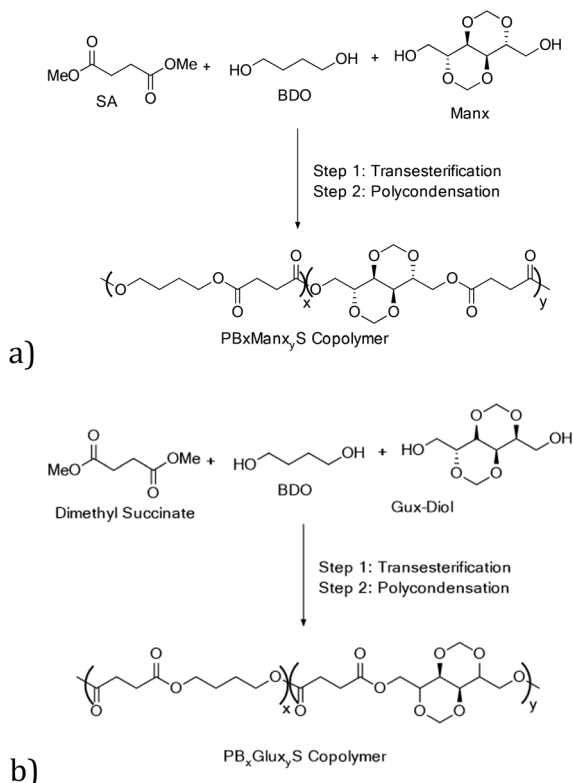 O O O
MeO OMe + HO OH + HO OH
O O O
SA BDO Manx
Step 1: Transesterification
Step 2: Polycondensation
O O O O
O O O x O O O y
O O O
PBxManxyS Copolymer
a)
O O O
MeO OMe + HO OH + HO OH
O O O
Dimethyl Succinate BDO Gux-Diol
Step 1: Transesterification
Step 2: Polycondensation
O O O O
O O x O O y
O O O O
PBxGluxyS Copolymer
b)